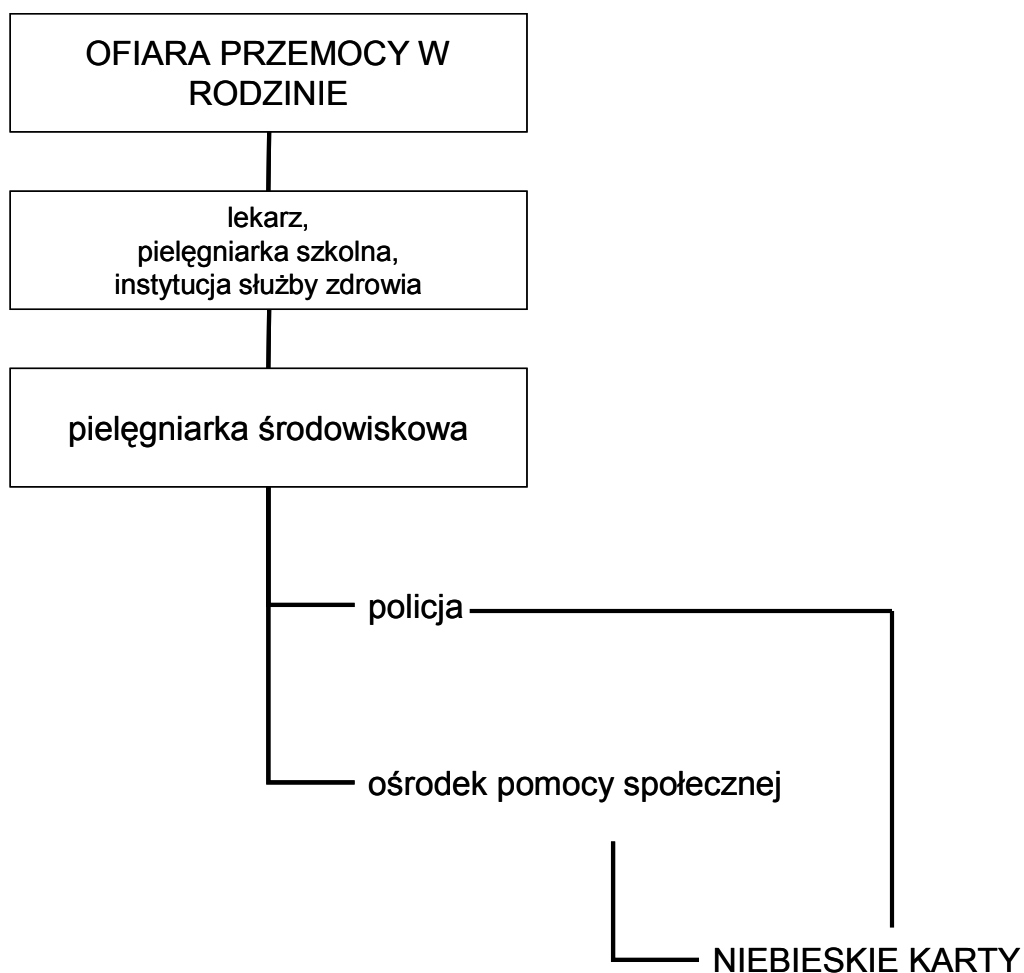 OFIARA PRZEMOCY W
RODZINIE
lekarz,
pielęgniarka szkolna,
instytucja służby zdrowia
pielęgniarka środowiskowa
policja
ośrodek pomocy społecznej
NIEBIESKIE KARTY